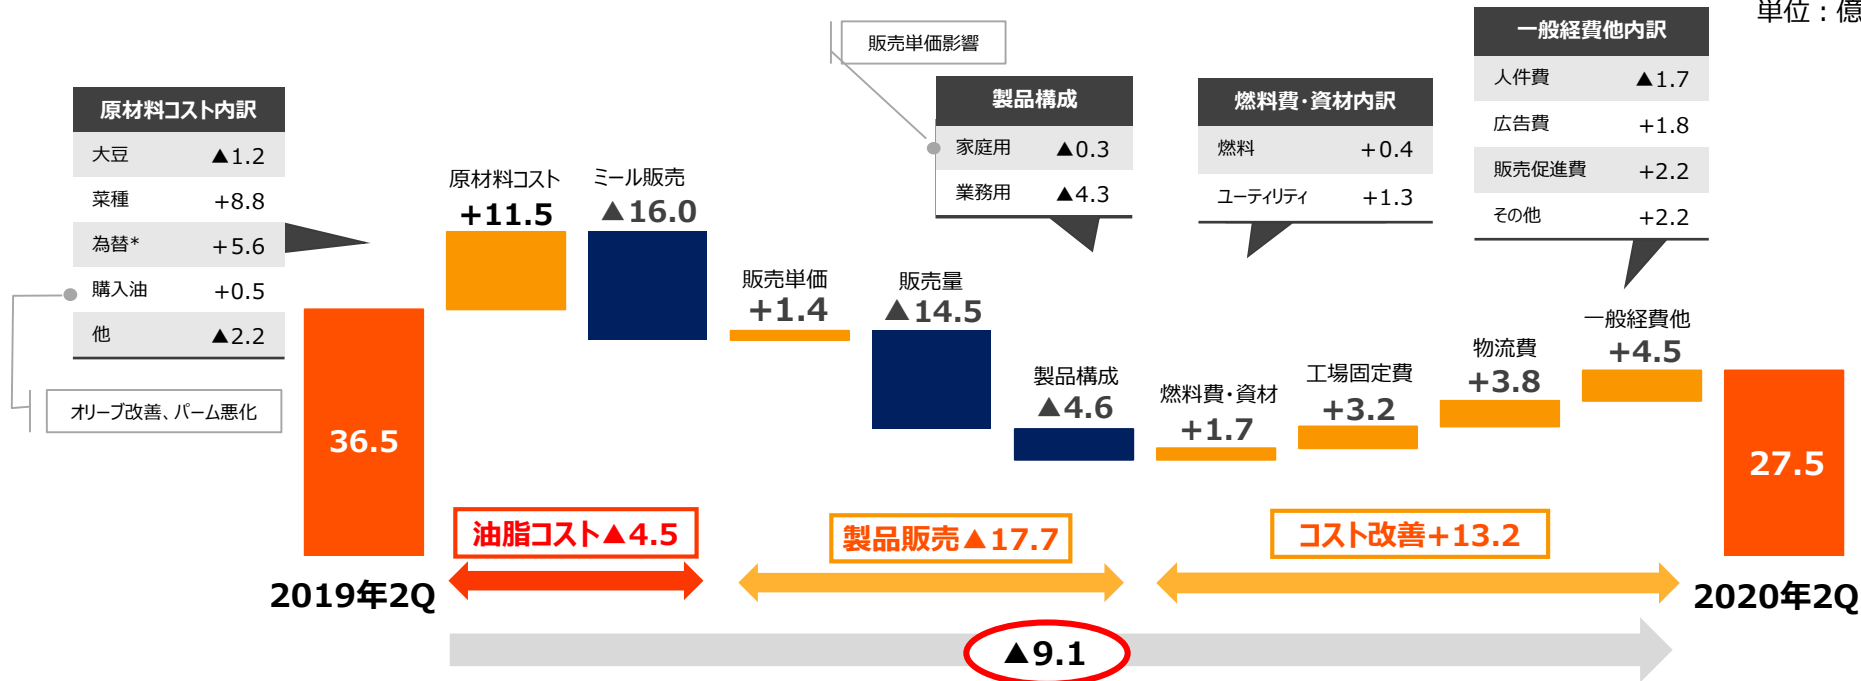 単位：億
一般経費他内訳
人件費 ▲1.7
広告費 +1.8
販売促進費 +2.2
その他 +2.2
販売単価影響
製品構成
家庭用 ▲0.3
業務用 ▲4.3
燃料費・資材内訳
燃料 +0.4
ユーティリティ +1.3
原材料コスト内訳
大豆 ▲1.2
菜種 +8.8
為替* +5.6
購入油 +0.5
他 ▲2.2
オリーブ改善、パーム悪化
原材料コスト
+11.5
ミール販売
▲16.0
販売単価
+1.4
販売量
▲14.5
製品構成
▲4.6
燃料費・資材
+1.7
工場固定費
+3.2
物流費
+3.8
一般経費他
+4.5
36.5
27.5
油脂コスト▲4.5
製品販売▲17.7
コスト改善+13.2
2019年2Q
2020年2Q
▲9.1